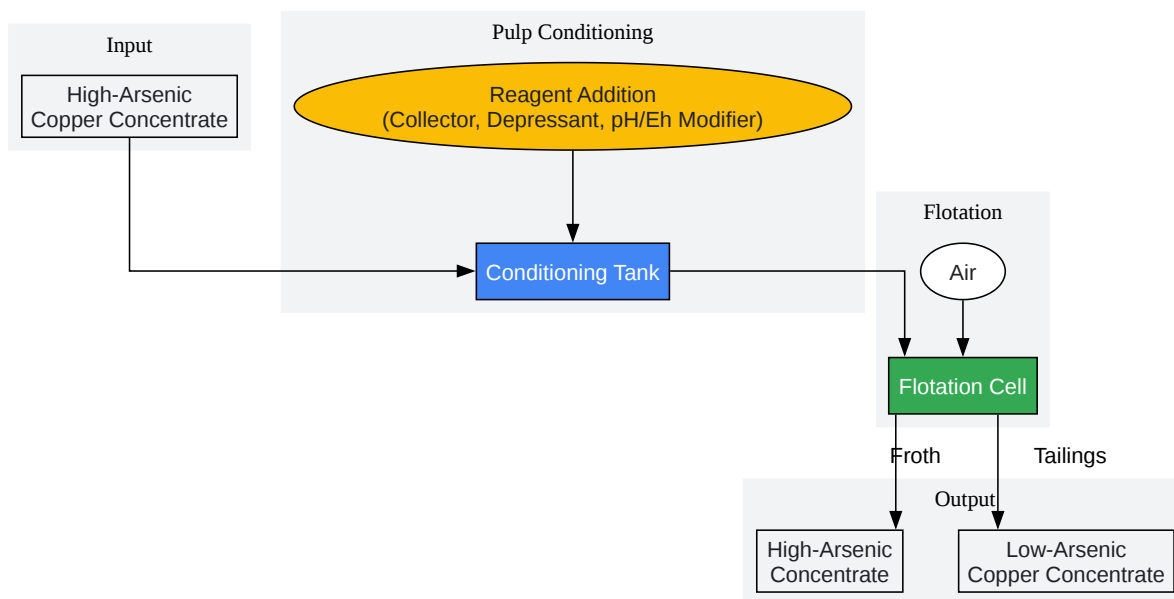 Input
High-Arsenic
Copper Concentrate
Pulp Conditioning
Reagent Addition
(Collector, Depressant, pH/Eh Modifier)
Conditioning Tank
Flotation
Air
Flotation Cell
Froth
Tailings
Output
High-Arsenic
Concentrate
Low-Arsenic
Copper Concentrate